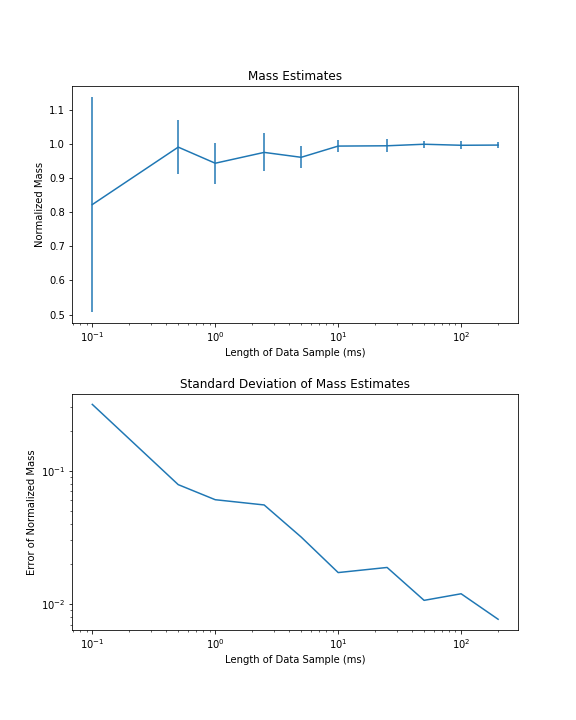 Mass Estimates
1.1
1.0
0.9
0.8
0.7
0.6
0.5
Normalized Mass
10⁻¹ 10⁰ 10¹ 10²
Length of Data Sample (ms)
Standard Deviation of Mass Estimates
10⁻¹
10⁻²
Error of Normalized Mass
10⁻¹ 10⁰ 10¹ 10²
Length of Data Sample (ms)